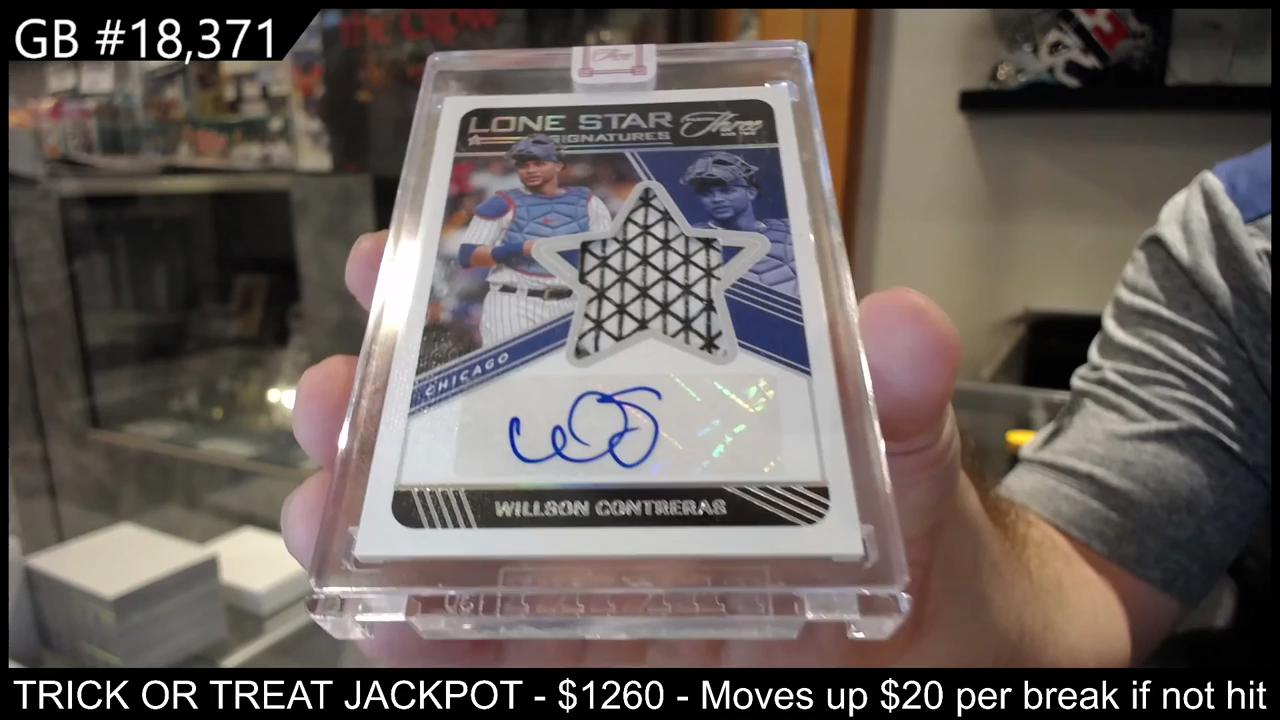 GB #18,371
LONE STAR
SIGNATURES
Three
CHICAGO
WILLSON CONTRERAS
TRICK OR TREAT JACKPOT - $1260 - Moves up $20 per break if not hit